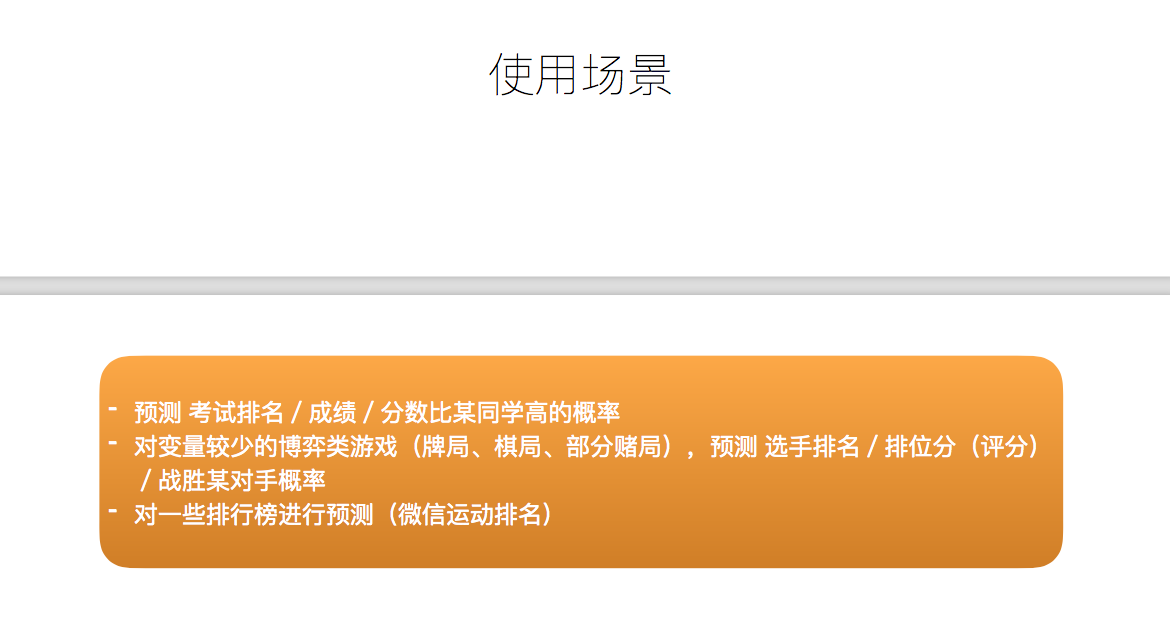 使用场景
- 预测 考试排名 / 成绩 / 分数比某同学高的概率
- 对变量较少的博弈类游戏（牌局、棋局、部分赌局），预测 选手排名 / 排位分（评分）
/ 战胜某对手概率
- 对一些排行榜进行预测（微信运动排名）